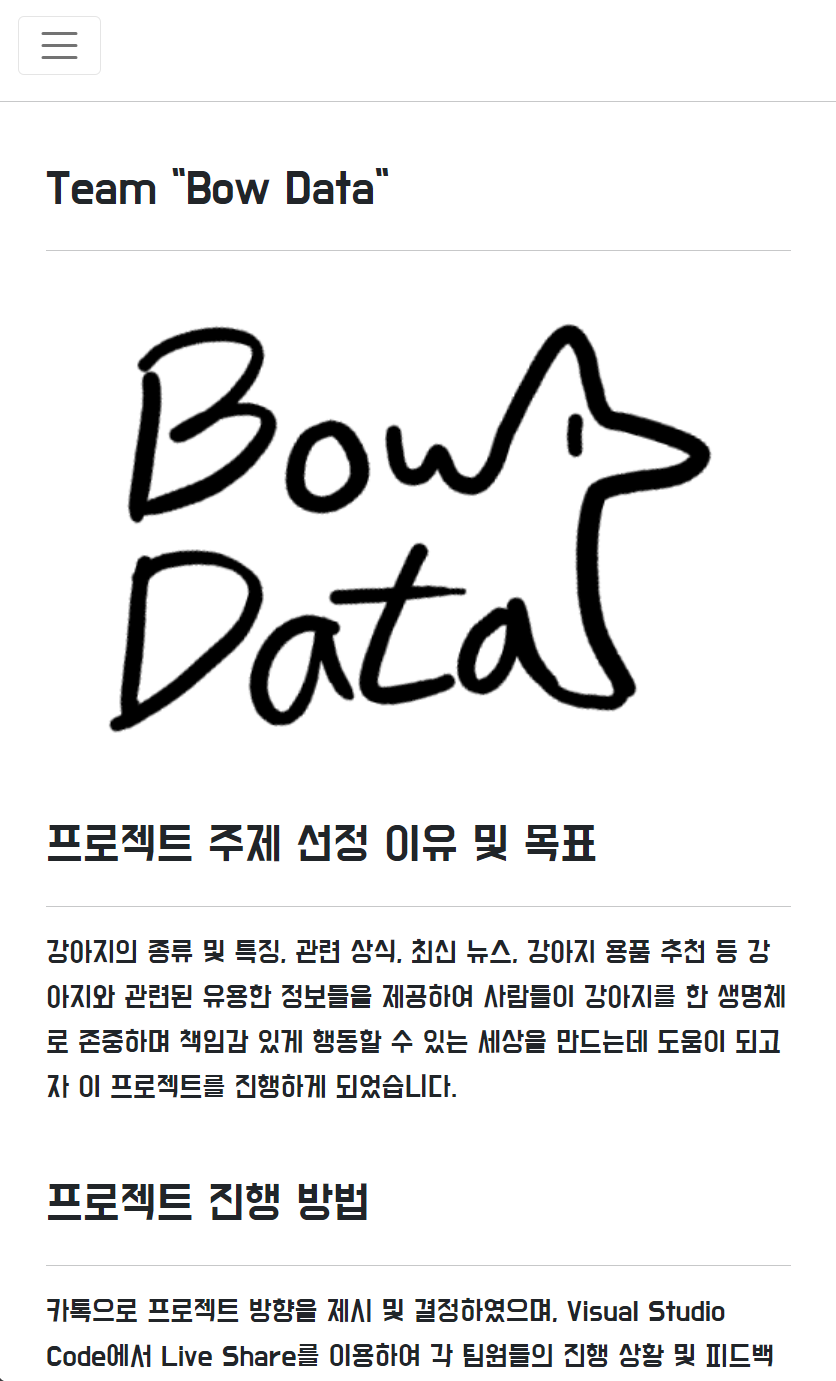 Team "Bow Data"
Bow
Data
프로젝트 주제 선정 이유 및 목표
강아지의 종류 및 특징, 관련 상식, 최신 뉴스, 강아지 용품 추천 등 강
아지와 관련된 유용한 정보들을 제공하여 사람들이 강아지를 한 생명체
로 존중하며 책임감 있게 행동할 수 있는 세상을 만드는데 도움이 되고
자 이 프로젝트를 진행하게 되었습니다.
프로젝트 진행 방법
카톡으로 프로젝트 방향을 제시 및 결정하였으며, Visual Studio
Code에서 Live Share를 이용하여 각 팀원들의 진행 상황 및 피드백